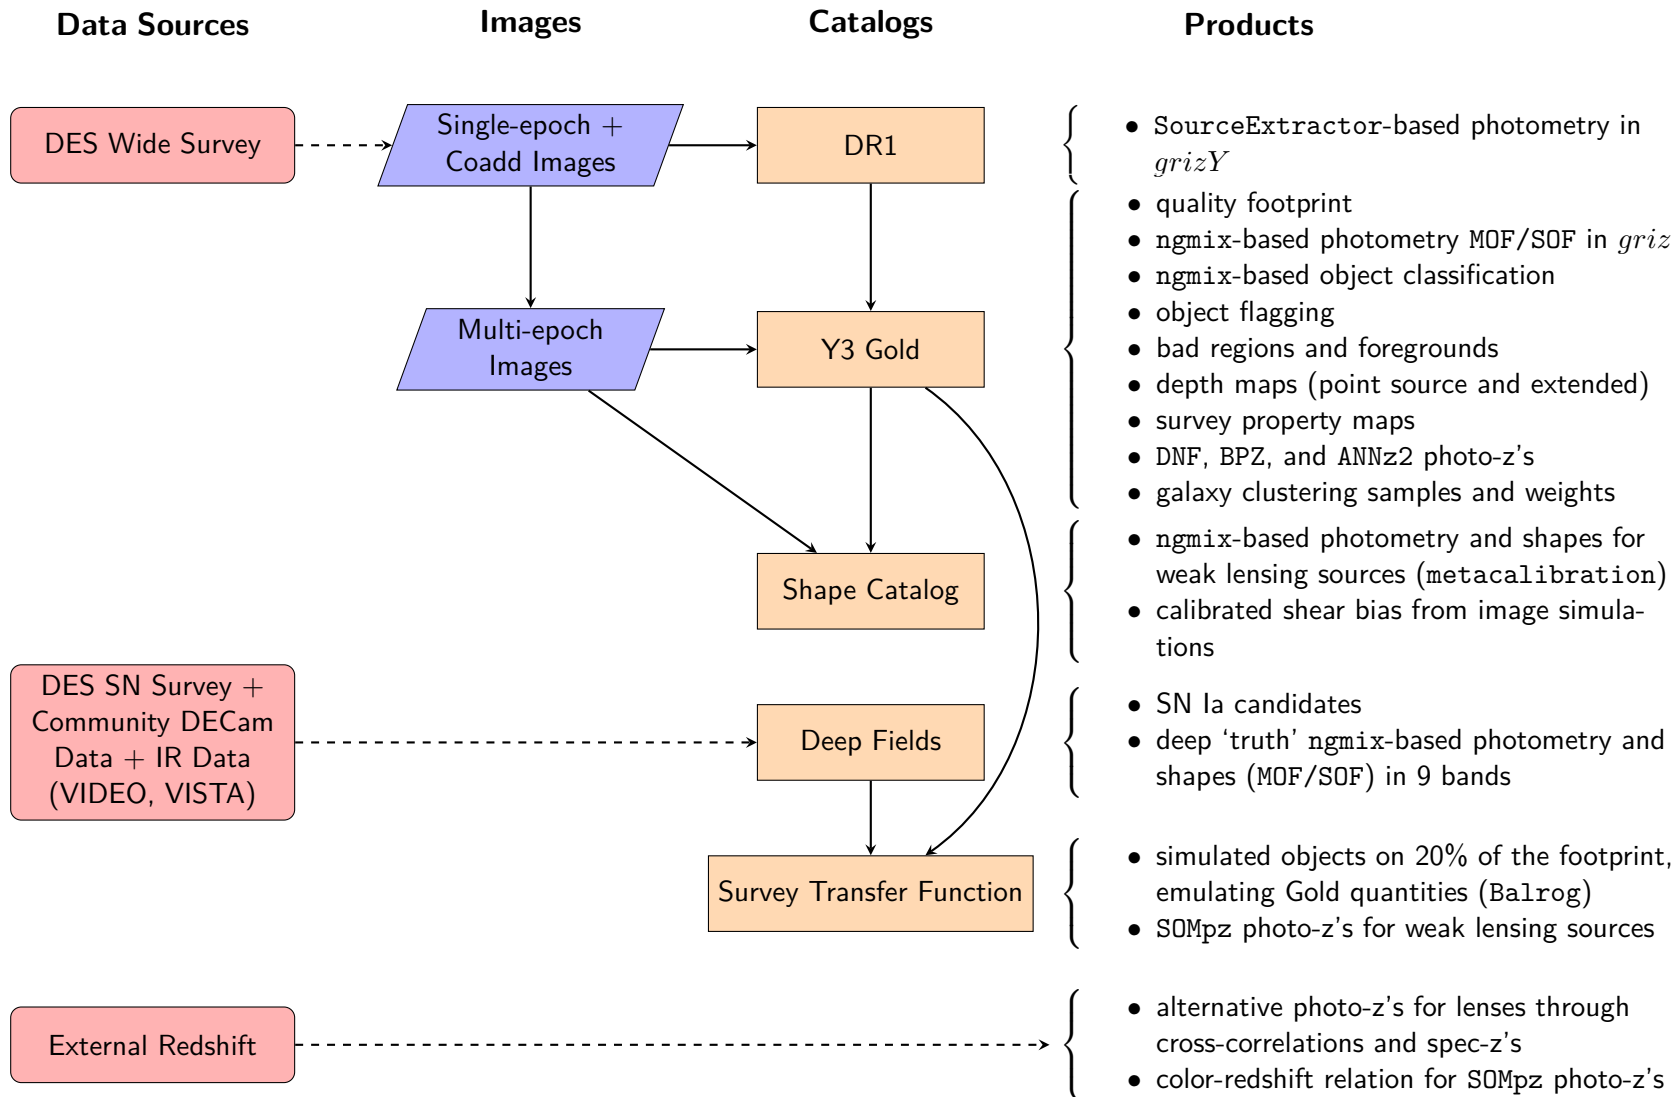 Data Sources
Images
Catalogs
Products
DES Wide Survey
Single-epoch +
Coadd Images
DR1
• SourceExtractor-based photometry in
grizY
• quality footprint
• ngmix-based photometry MOF/SOF in griz
• ngmix-based object classification
• object flagging
• bad regions and foregrounds
• depth maps (point source and extended)
• survey property maps
• DNF, BPZ, and ANNz2 photo-z's
• galaxy clustering samples and weights
Multi-epoch
Images
Y3 Gold
Shape Catalog
• ngmix-based photometry and shapes for
weak lensing sources (metacalibration)
• calibrated shear bias from image simula-
tions
DES SN Survey +
Community DECam
Data + IR Data
(VIDEO, VISTA)
Deep Fields
• SN Ia candidates
• deep ‘truth’ ngmix-based photometry and
shapes (MOF/SOF) in 9 bands
Survey Transfer Function
• simulated objects on 20% of the footprint,
emulating Gold quantities (Balrog)
• SOMpz photo-z's for weak lensing sources
External Redshift
• alternative photo-z's for lenses through
cross-correlations and spec-z's
• color-redshift relation for SOMpz photo-z's